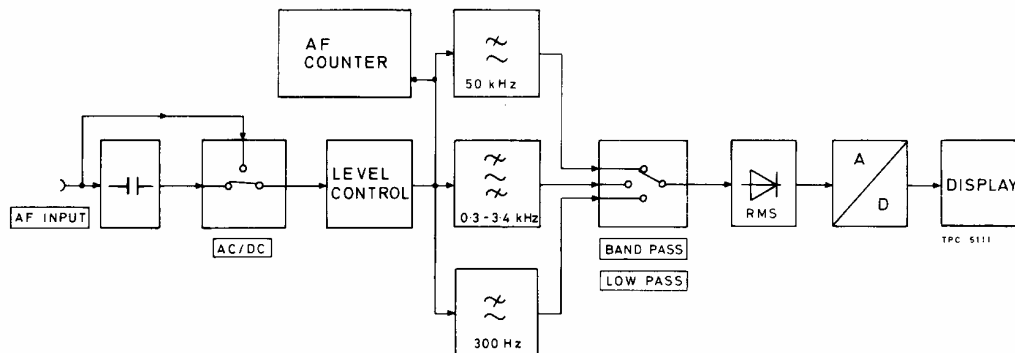 AF
COUNTER
50 kHz
AF INPUT
AC/DC
LEVEL
CONTROL
0·3-3·4 kHz
300 Hz
BAND PASS
LOW PASS
RMS
A
D
DISPLAY
TPC 5111